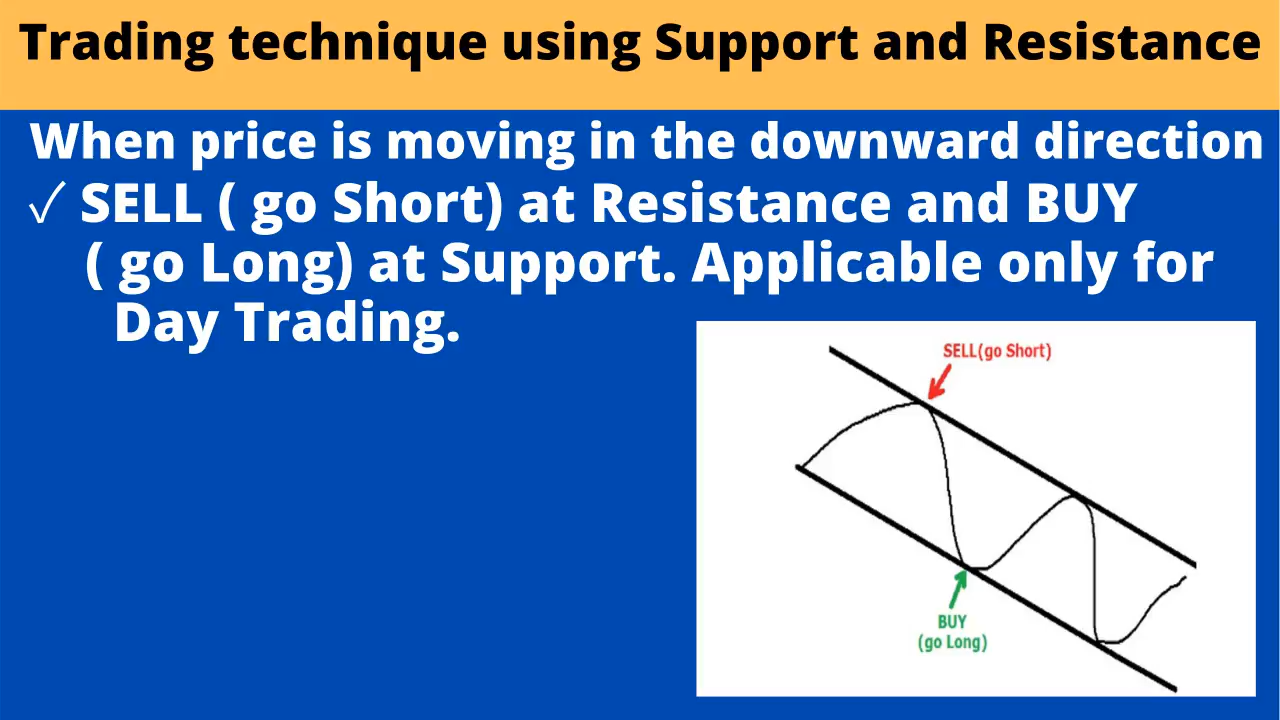 Trading technique using Support and Resistance
When price is moving in the downward direction
✓ SELL ( go Short) at Resistance and BUY
( go Long) at Support. Applicable only for
Day Trading.
SELL(go Short)
BUY
(go Long)